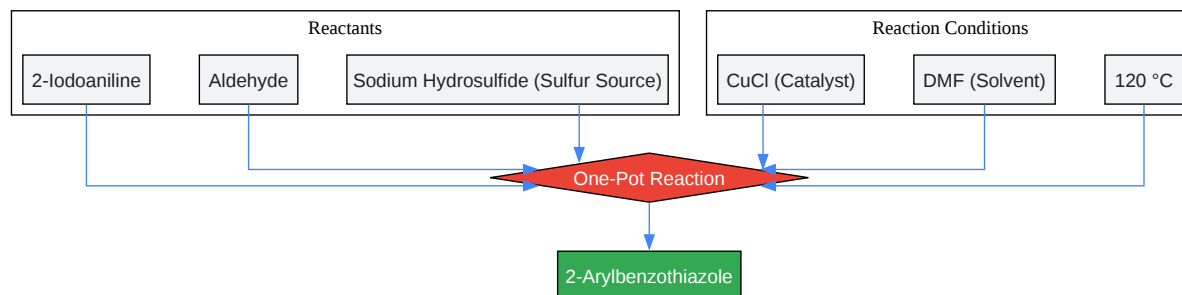 Reactants
Reaction Conditions
2-Iodoaniline
Aldehyde
Sodium Hydrosulfide (Sulfur Source)
CuCl (Catalyst)
DMF (Solvent)
120 °C
One-Pot Reaction
2-Arylbenzothiazole